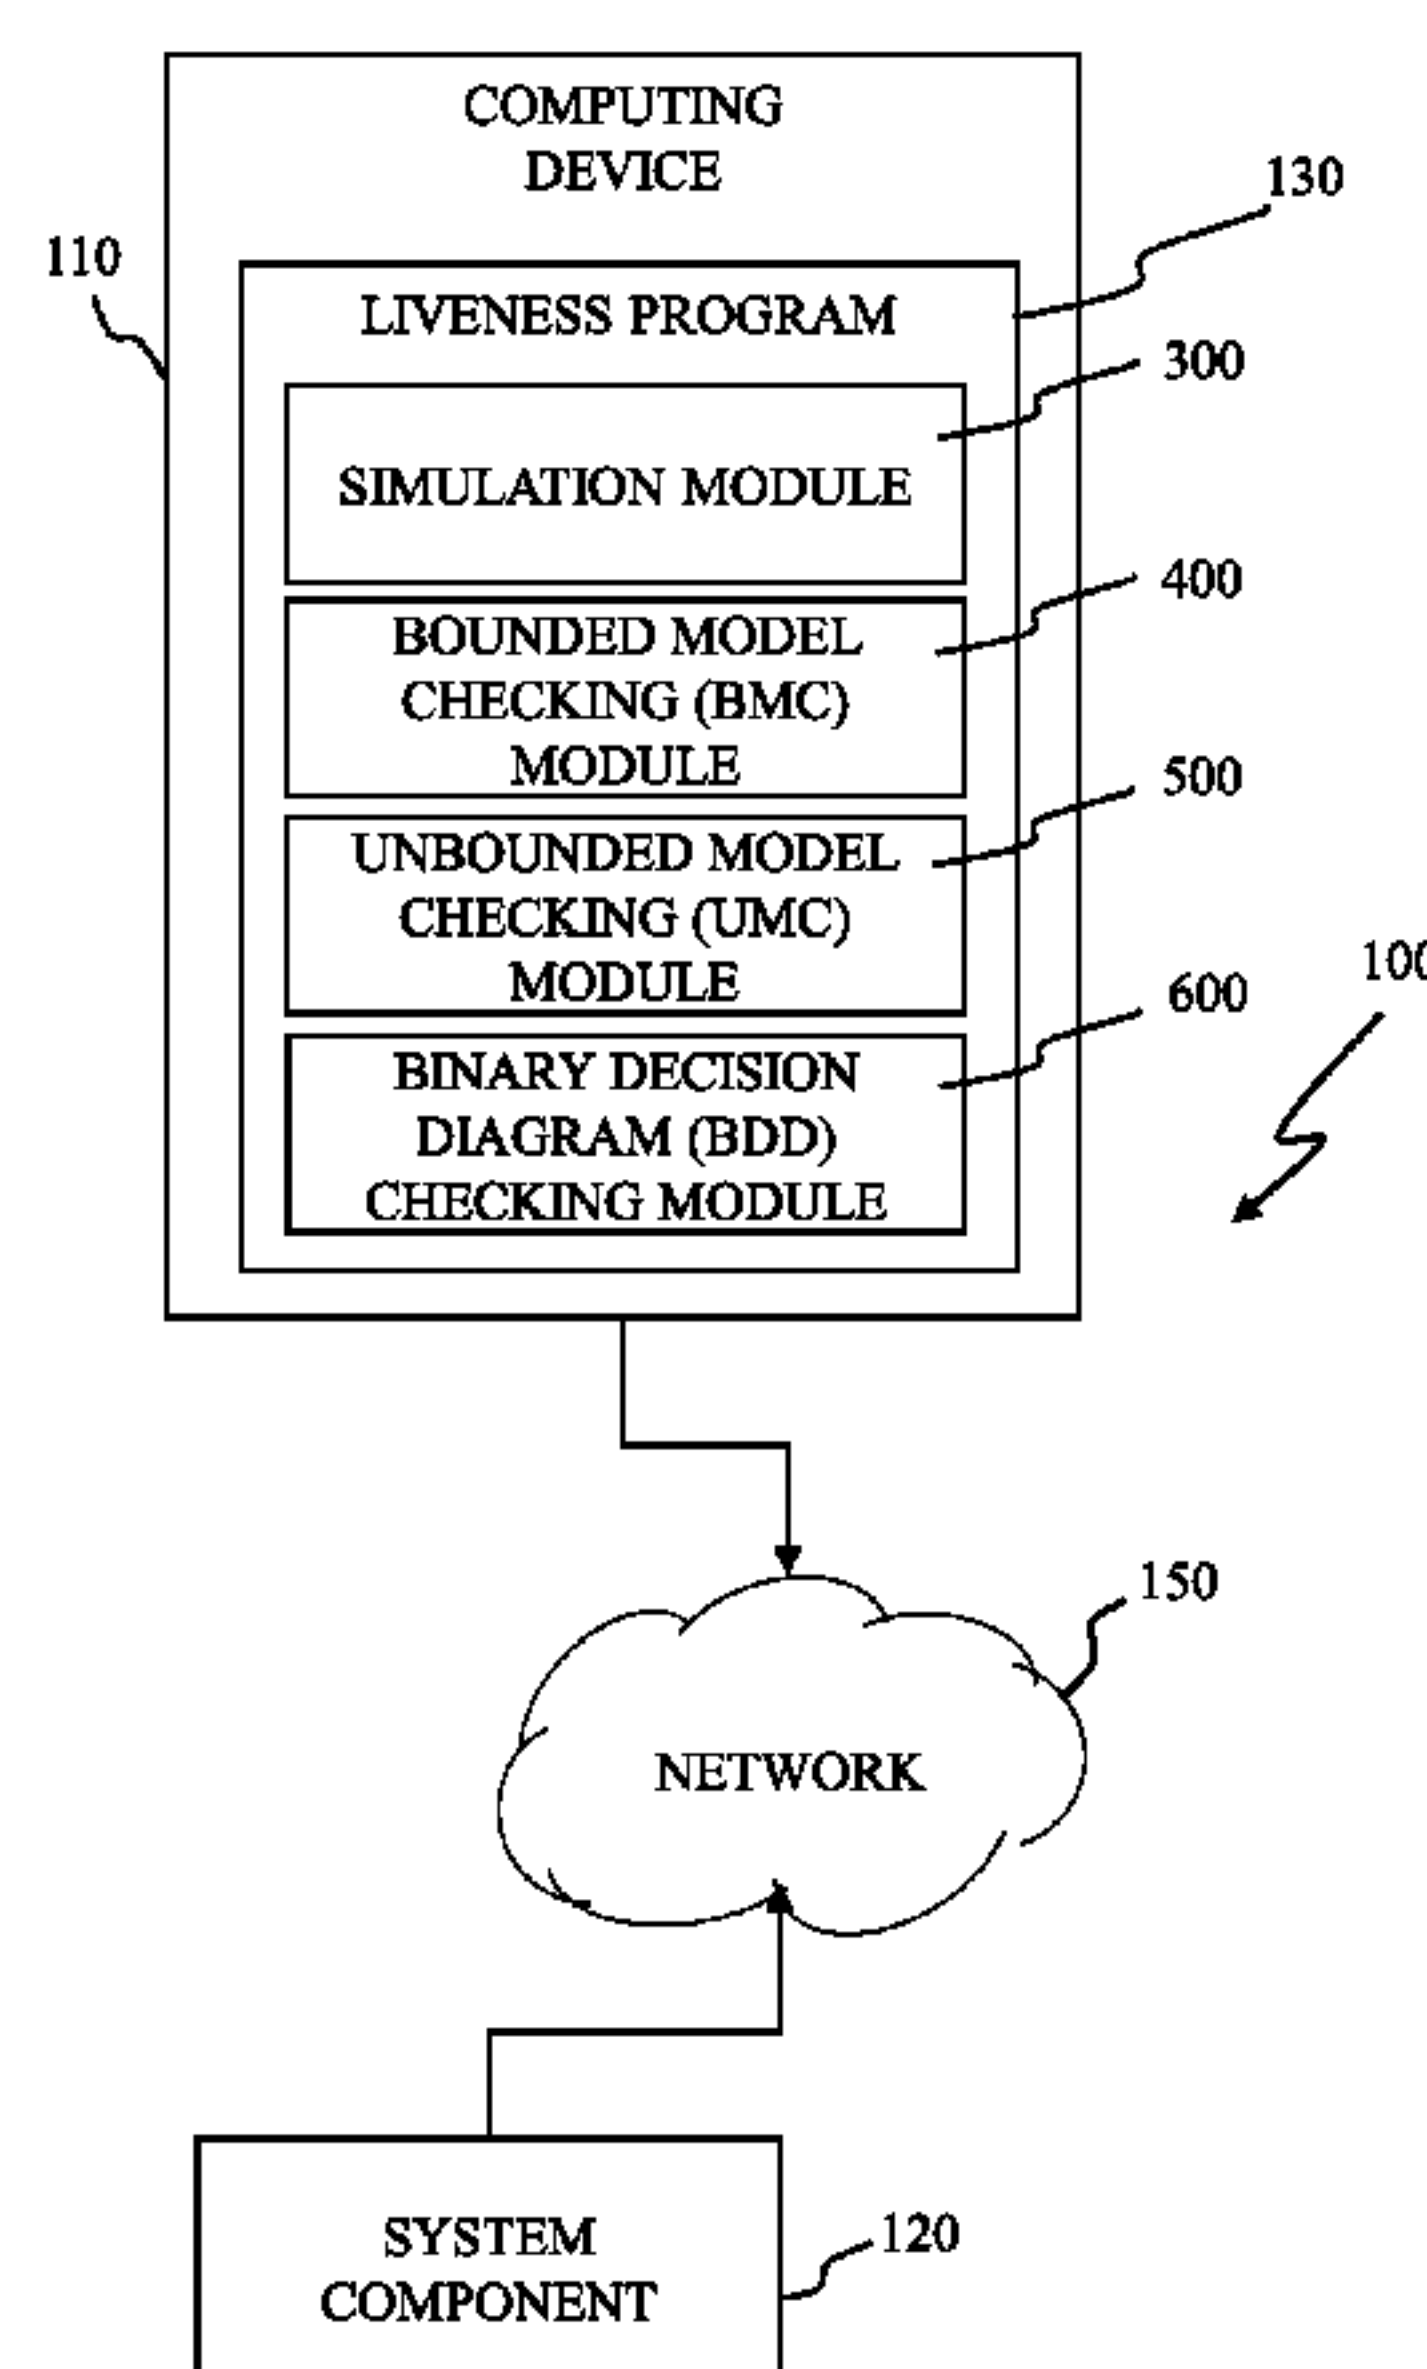 COMPUTING
DEVICE
130
110
LIVENESS PROGRAM
300
SIMULATION MODULE
400
BOUNDED MODEL
CHECKING (BMC)
MODULE
500
UNBOUNDED MODEL
CHECKING (UMC)
MODULE
100
600
BINARY DECISION
DIAGRAM (BDD)
CHECKING MODULE
150
NETWORK
120
SYSTEM
COMPONENT